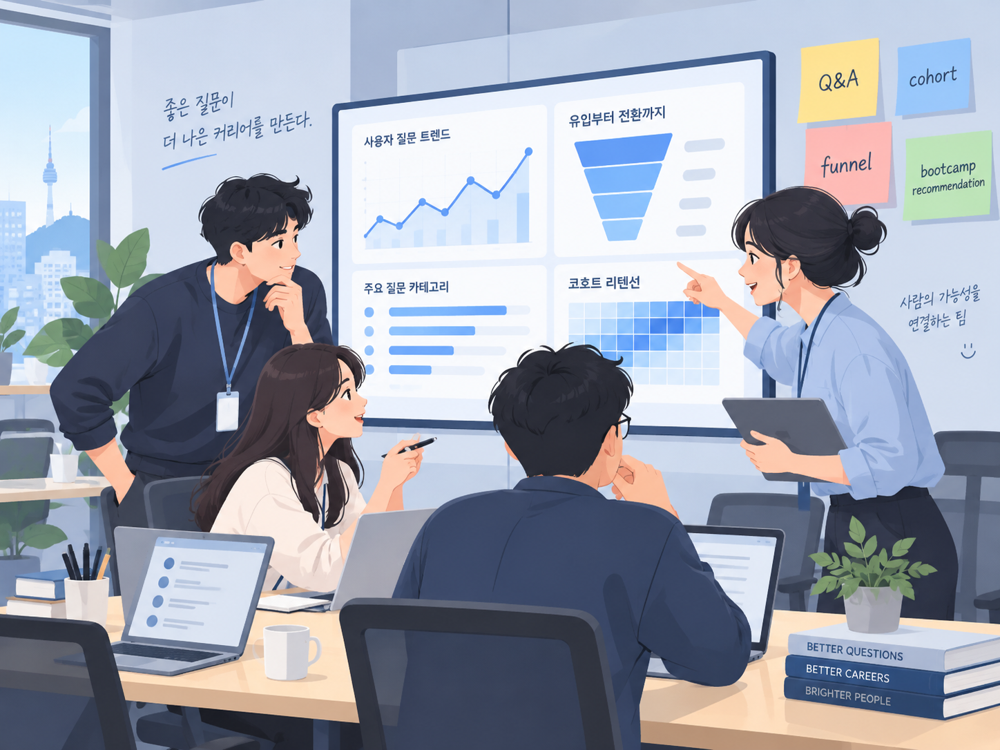 좋은 질문이
더 나은 커리어를 만든다.
사용자 질문 트렌드
유입부터 전환까지
주요 질문 카테고리
코호트 리텐션
Q&A
cohort
funnel
bootcamp
recommendation
사람의 가능성을
연결하는 팀
BETTER QUESTIONS
BETTER CAREERS
BRIGHTER PEOPLE